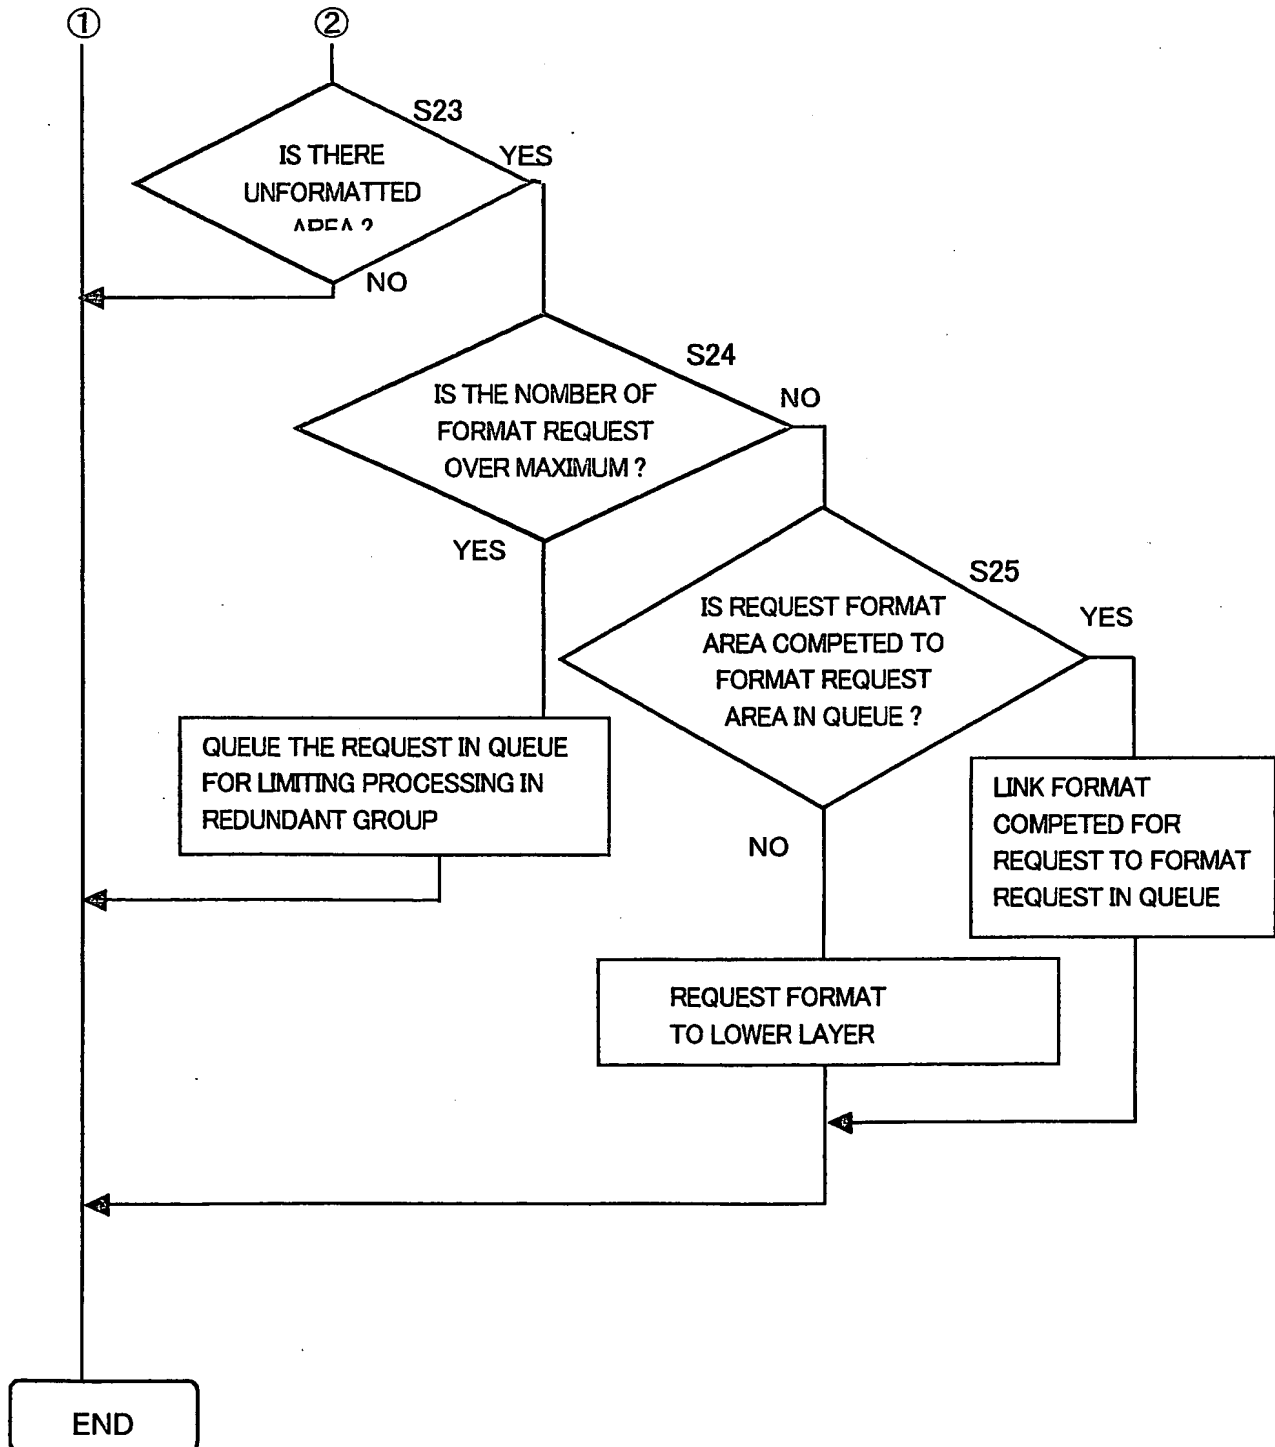 ① ②
S23
IS THERE
UNFORMATTED
AREA ?
YES
NO
S24
IS THE NOMBER OF
FORMAT REQUEST
OVER MAXIMUM ?
NO
YES
S25
IS REQUEST FORMAT
AREA COMPETED TO
FORMAT REQUEST
AREA IN QUEUE ?
YES
NO
QUEUE THE REQUEST IN QUEUE
FOR LIMITING PROCESSING IN
REDUNDANT GROUP
LINK FORMAT
COMPETED FOR
REQUEST TO FORMAT
REQUEST IN QUEUE
REQUEST FORMAT
TO LOWER LAYER
END